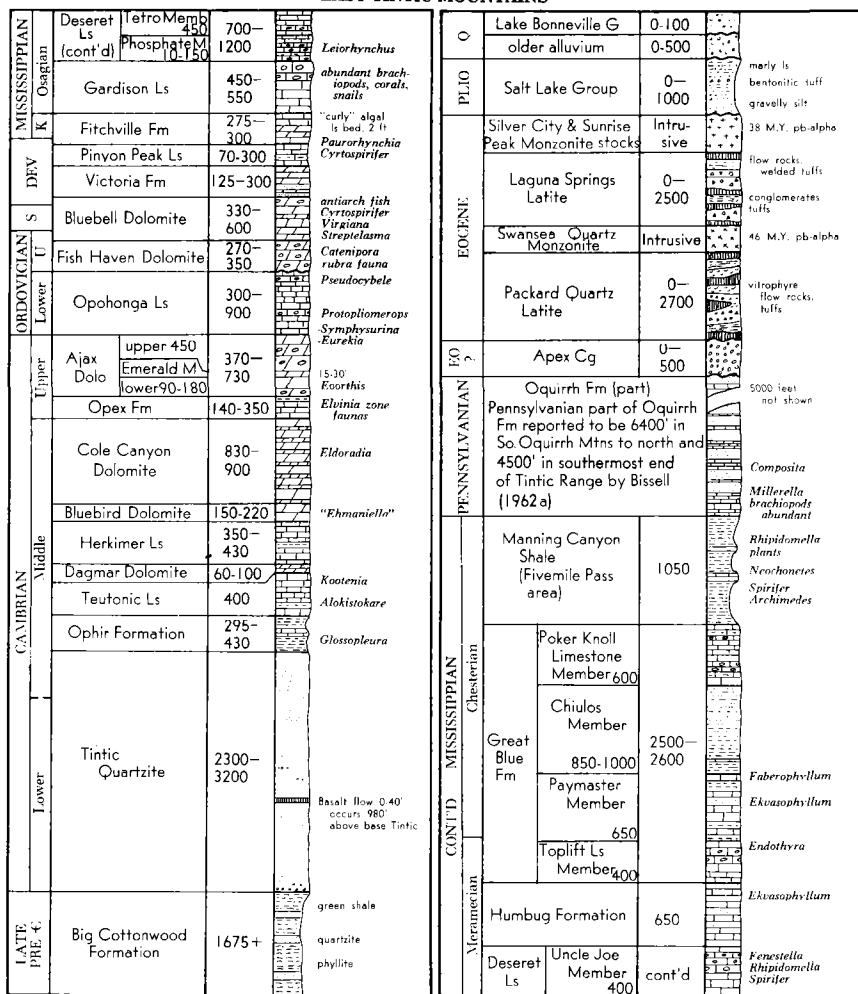 EAST TINTIC MOUNTAINS
MISSISSIPPIAN
Osagian
Deseret
Ls
(cont'd)
Tetro Memb
450
Phosphate M
10-150
700—
1200
Leiorhynchus
Gardison Ls
450-
550
abundant brach-
iopods, corals,
snails
K
Fitchville Fm
275—
300
"curly" algal
ls bed, 2 ft
Paurorhynchia
Cyrtospirifer
DEV
Pinyon Peak Ls
70-300
Victoria Fm
125-300
S
Bluebell Dolomite
330—
600
antiarch fish
Cyrtospirifer
Virgiana
Streptelasma
ORDOVICIAN
U
Fish Haven Dolomite
270—
350
Catenipora
rubra fauna
Lower
Opohonga Ls
300—
900
Pseudocybele
Protopliomerops
Symphysurina
CAMBRIAN
Upper
Ajax
Dolo
upper 450
Emerald M
lower 90-180
370—
730
Eurekia
15-30'
Eoorthis
Opex Fm
140-350
Elvinia zone
faunas
Middle
Cole Canyon
Dolomite
830—
900
Eldoradia
Bluebird Dolomite
150-220
"Ehmaniella"
Herkimer Ls
350—
430
Dagmar Dolomite
60-100
Kootenia
Teutonic Ls
400
Alokistokare
Ophir Formation
295-
430
Glossopleura
Lower
Tintic
Quartzite
2300—
3200
Basalt flow 0-40'
occurs 980'
above base Tintic
LATE
PRE-Є
Big Cottonwood
Formation
1675+
green shale
quartzite
phyllite
Q
Lake Bonneville G
0-100
older alluvium
0-500
PLIO
Salt Lake Group
0—
1000
marly ls
bentonitic tuff
gravelly silt
EOCENE
Silver City & Sunrise
Peak Monzonite stocks
Intru-
sive
38 M.Y. pb-alpha
Laguna Springs
Latite
0—
2500
flow rocks,
welded tuffs
conglomerates
tuffs
Swansea Quartz
Monzonite
Intrusive
46 M.Y. pb-alpha
Packard Quartz
Latite
0—
2700
vitrophyre
flow rocks,
tuffs
EO
?
Apex Cg
0—
500
PENNSYLVANIAN
Oquirrh Fm (part)
Pennsylvanian part of Oquirrh
Fm reported to be 6400' in
So. Oquirrh Mtns to north and
4500' in southernmost end
of Tintic Range by Bissell
(1962a)
5000 feet
not shown
Composita
Millerella
brachiopods
abundant
CONT'D MISSISSIPPIAN
Chesterian
Manning Canyon
Shale
(Fivemile Pass
area)
1050
Rhipidomella
plants
Neochonetes
Spirifer
Archimedes
Great
Blue
Fm
Poker Knoll
Limestone
Member 600
Chiulos
Member
850-1000
Paymaster
Member
650
Toplift Ls
Member 400
2500—
2600
Faberophyllum
Ekvasophyllum
Endothyra
Meramecian
Humbug Formation
650
Ekvasophyllum
Deseret
Ls
Uncle Joe
Member
400
cont'd
Fenestella
Rhipidomella
Spirifer